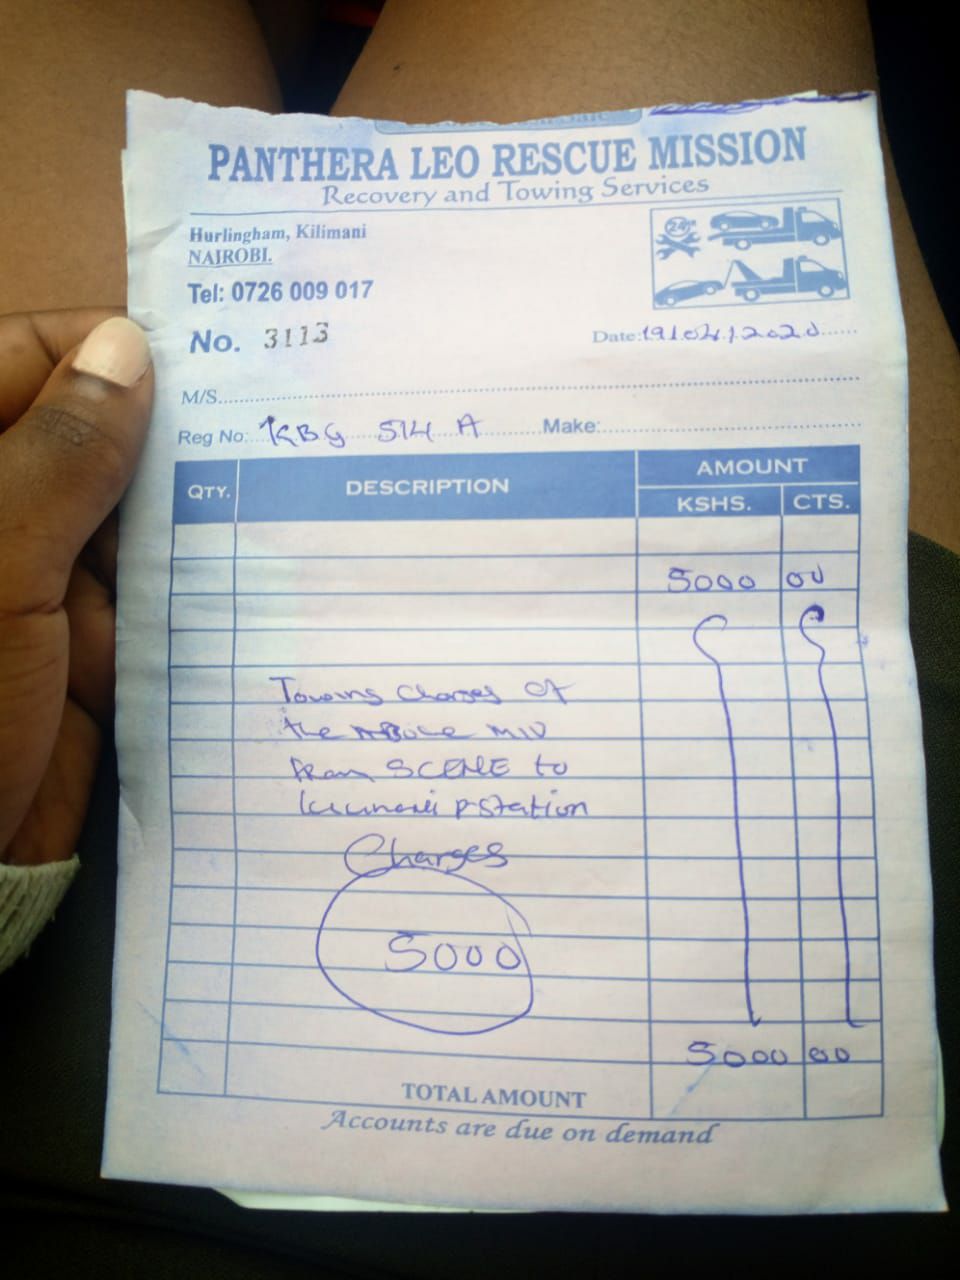 PANTHERA LEO RESCUE MISSION
Recovery and Towing Services
Hurlingham, Kilimani
NAIROBI.
24
Tel: 0726 009 017
No. 3113
Date: 19/04/2020
M/S
Reg No: KBG 514 A Make:
QTY. DESCRIPTION AMOUNT
KSHS. CTS.
5000 00
Towing Charges Of
the Above M/V
from SCENE to
P-Station
Charges
5000
5000 00
TOTAL AMOUNT
Accounts are due on demand